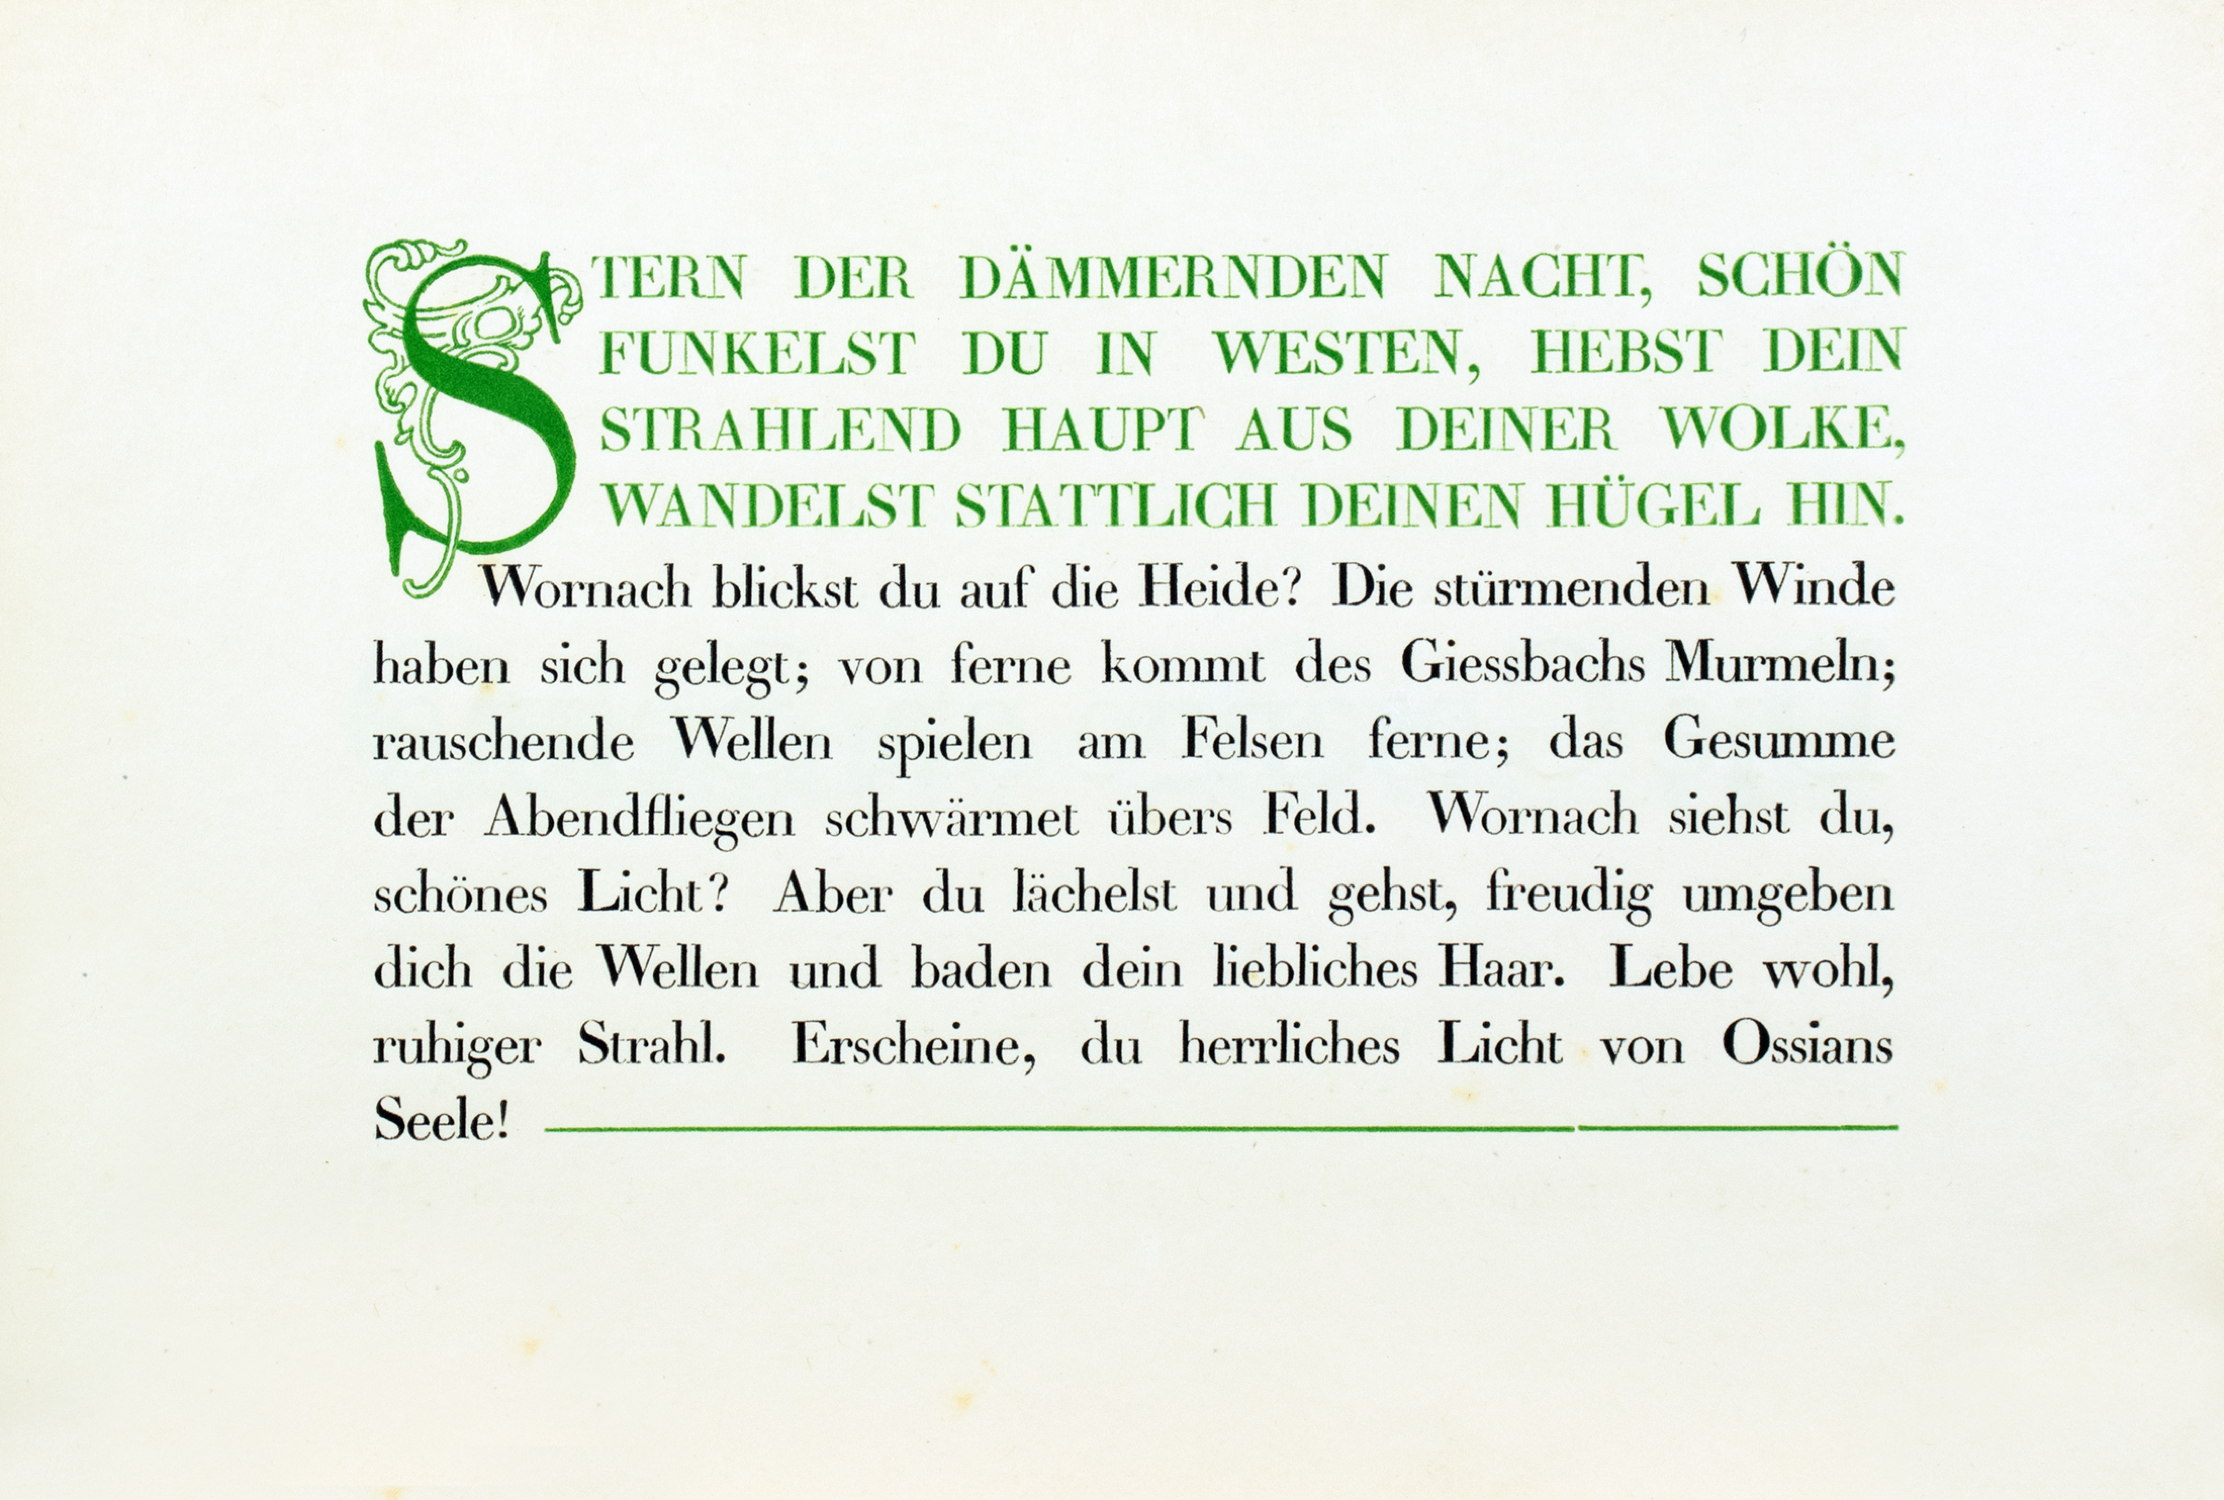 STERN DER DÄMMERNDEN NACHT, SCHÖN
FUNKELST DU IN WESTEN, HEBST DEIN
STRAHLEND HAUPT AUS DEINER WOLKE,
WANDELST STATTLICH DEINEN HÜGEL HIN.
Wornach blickst du auf die Heide? Die stürmenden Winde
haben sich gelegt; von ferne kommt des Giessbachs Murmeln;
rauschende Wellen spielen am Felsen ferne; das Gesumme
der Abendfliegen schwärmet übers Feld. Wornach siehst du,
schönes Licht? Aber du lächelst und gehst, freudig umgeben
dich die Wellen und baden dein liebliches Haar. Lebe wohl,
ruhiger Strahl. Erscheine, du herrliches Licht von Ossians
Seele!